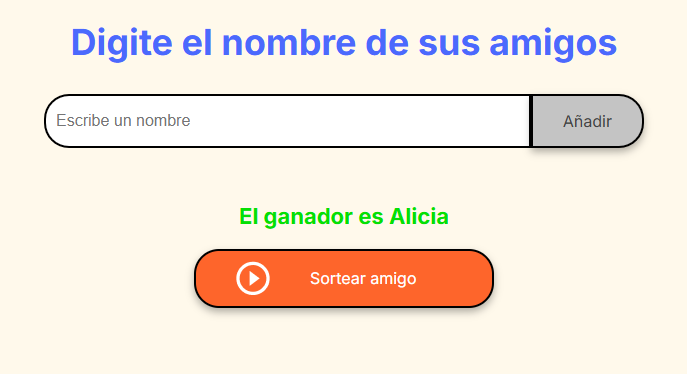 Digite el nombre de sus amigos
Escribe un nombre
Añadir
El ganador es Alicia
Sortear amigo